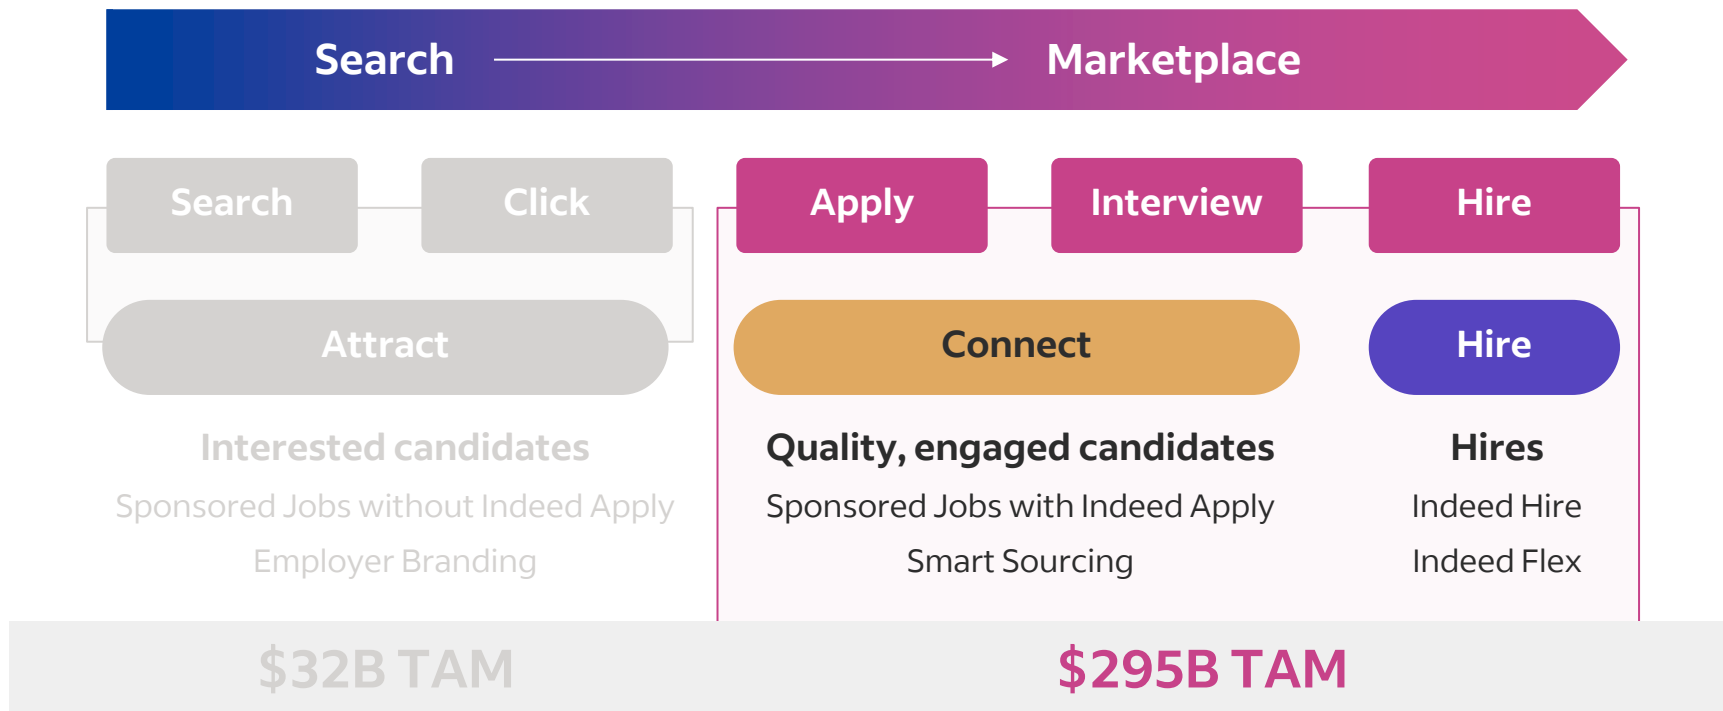 Search
Marketplace
Search
Click
Apply
Interview
Hire
Attract
Connect
Hire
Interested candidates
Sponsored Jobs without Indeed Apply
Employer Branding
Quality, engaged candidates
Sponsored Jobs with Indeed Apply
Smart Sourcing
Hires
Indeed Hire
Indeed Flex
$32B TAM
$295B TAM